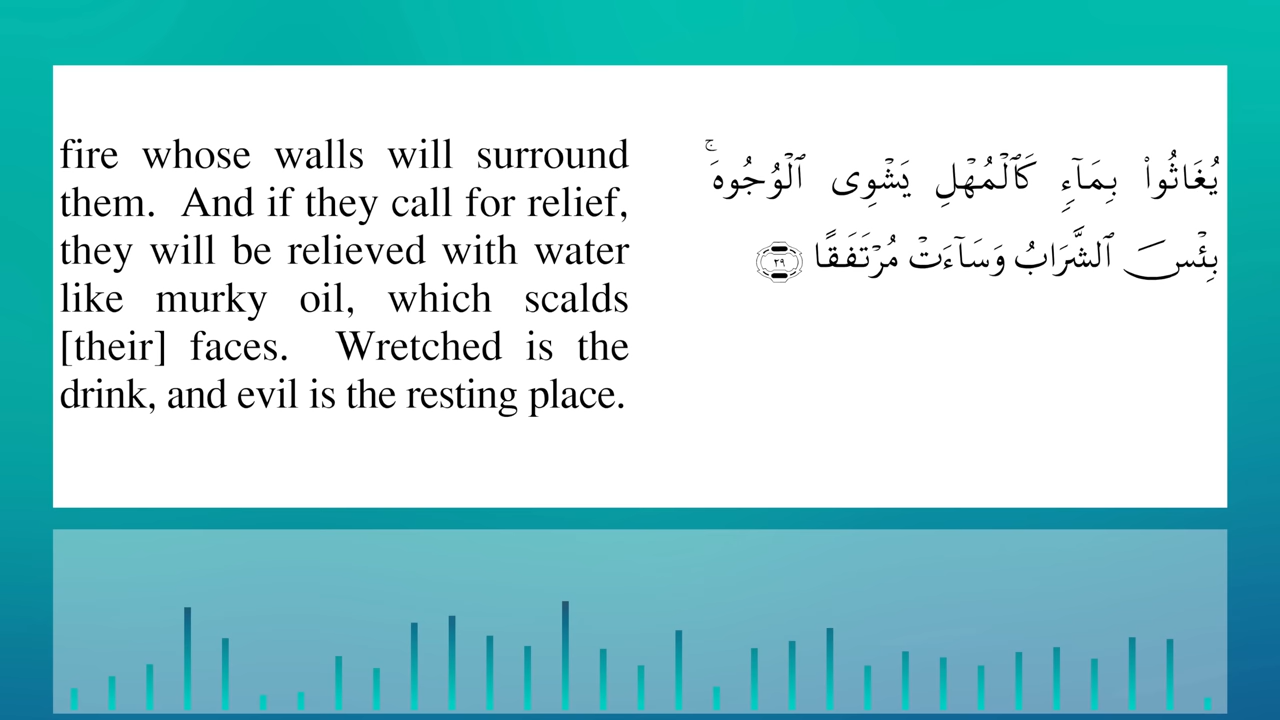 fire whose walls will surround
them. And if they call for relief,
they will be relieved with water
like murky oil, which scalds
[their] faces. Wretched is the
drink, and evil is the resting place.
يُغَاثُوا۟ بِمَآءٍۢ كَٱلْمُهْلِ يَشْوِى ٱلْوُجُوهَ ۚ
بِئْسَ ٱلشَّرَابُ وَسَآءَتْ مُرْتَفَقًا ٢٩